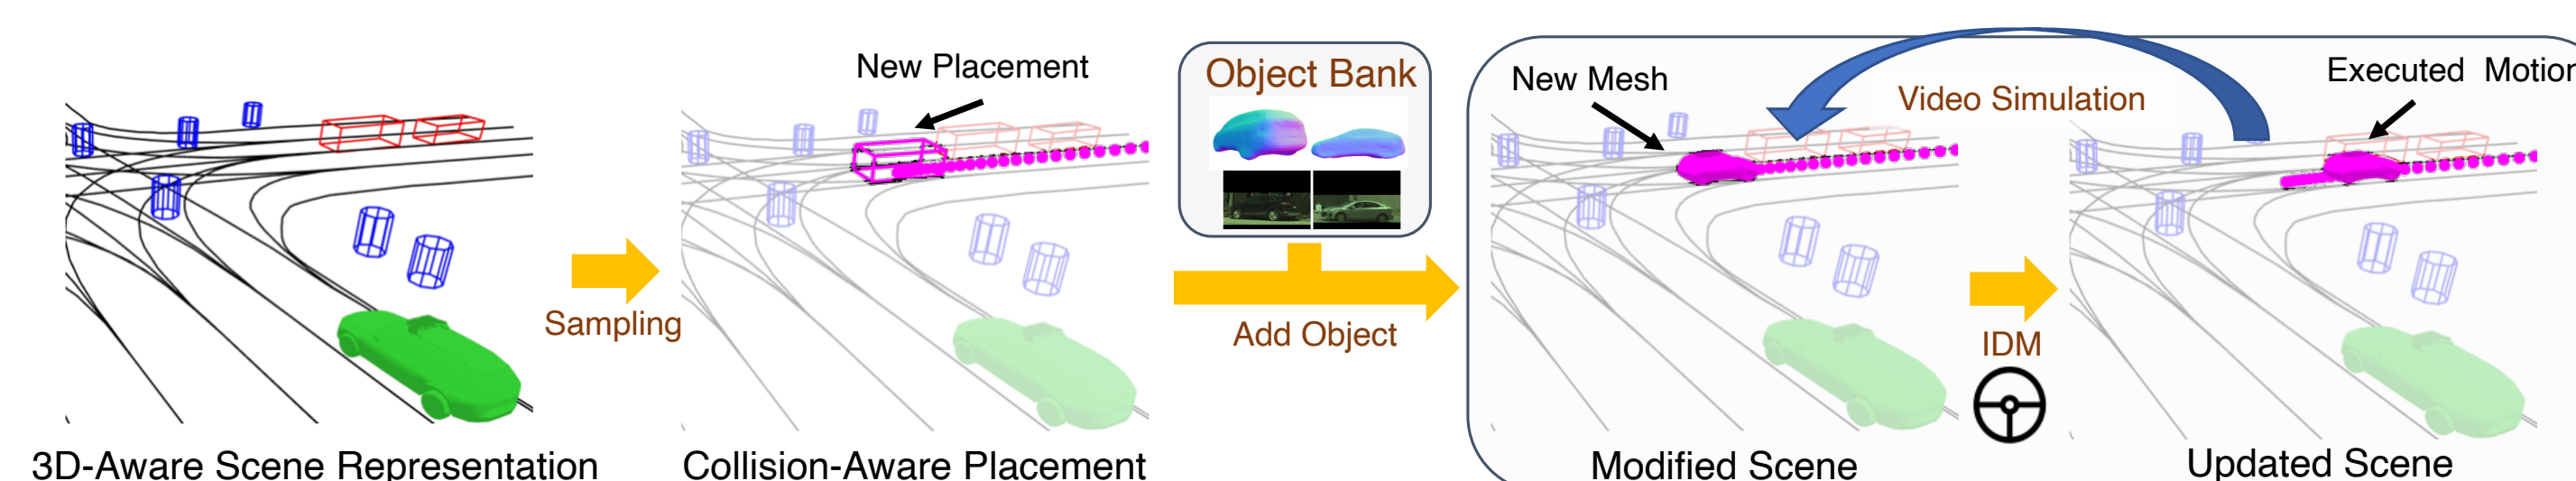 New Placement
Object Bank
New Mesh
Video Simulation
Executed Motion
Sampling
Add Object
IDM
3D-Aware Scene Representation
Collision-Aware Placement
Modified Scene
Updated Scene